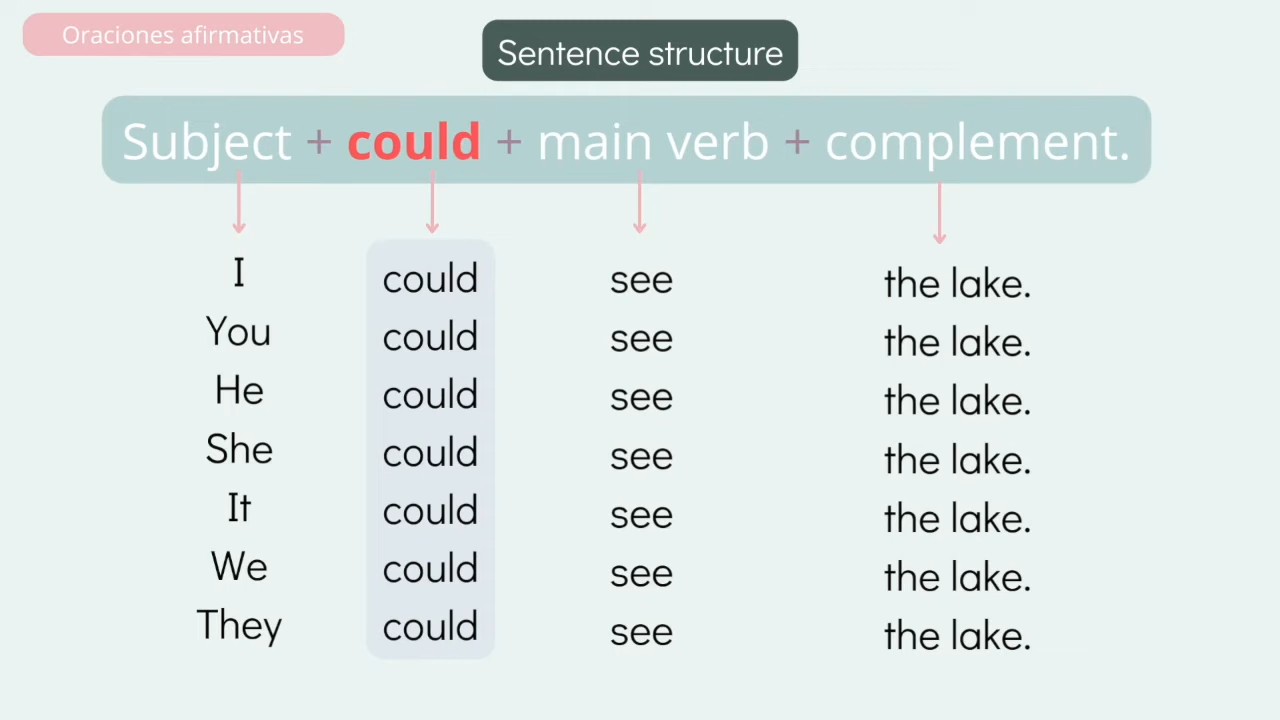 Oraciones afirmativas
Sentence structure
Subject + could + main verb + complement.
I could see the lake.
You could see the lake.
He could see the lake.
She could see the lake.
It could see the lake.
We could see the lake.
They could see the lake.